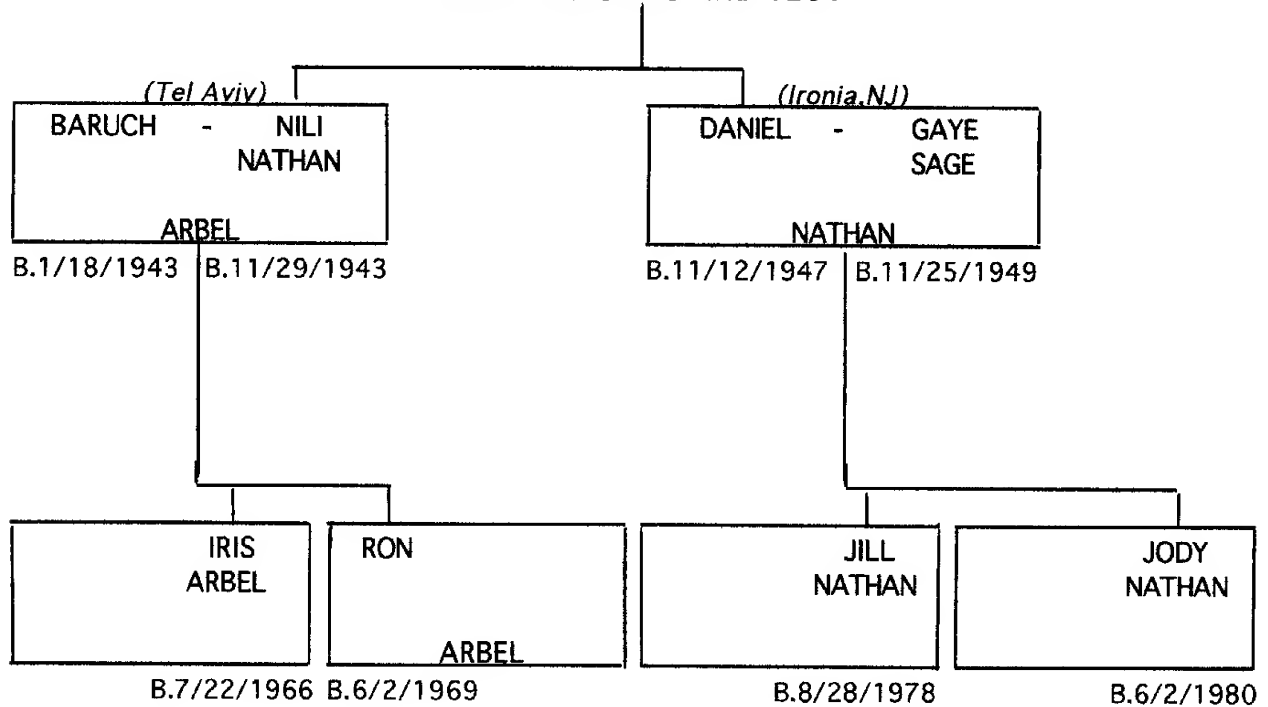 (Tel Aviv)
BARUCH - NILI
NATHAN
ARBEL
B.1/18/1943 B.11/29/1943
(Ironia,NJ)
DANIEL - GAYE
SAGE
NATHAN
B.11/12/1947 B.11/25/1949
IRIS
ARBEL
B.7/22/1966
RON
ARBEL
B.6/2/1969
JILL
NATHAN
B.8/28/1978
JODY
NATHAN
B.6/2/1980